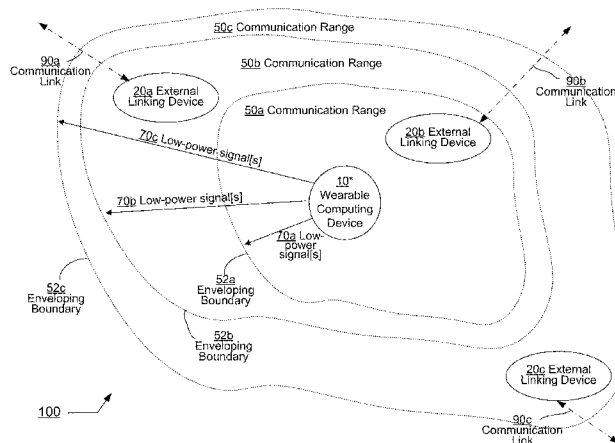 50c Communication Range
90a
Communication
Link
50b Communication Range
20a External
Linking Device
50a Communication Range
90b
Communication
Link
20b External
Linking Device
70c Low-power signal[s]
10*
Wearable
Computing
Device
70b Low-power signal[s]
70a Low-
power
signal[s]
52c
Enveloping
Boundary
52a
Enveloping
Boundary
52b
Enveloping
Boundary
20c External
Linking Device
100
90c
Communication
Link